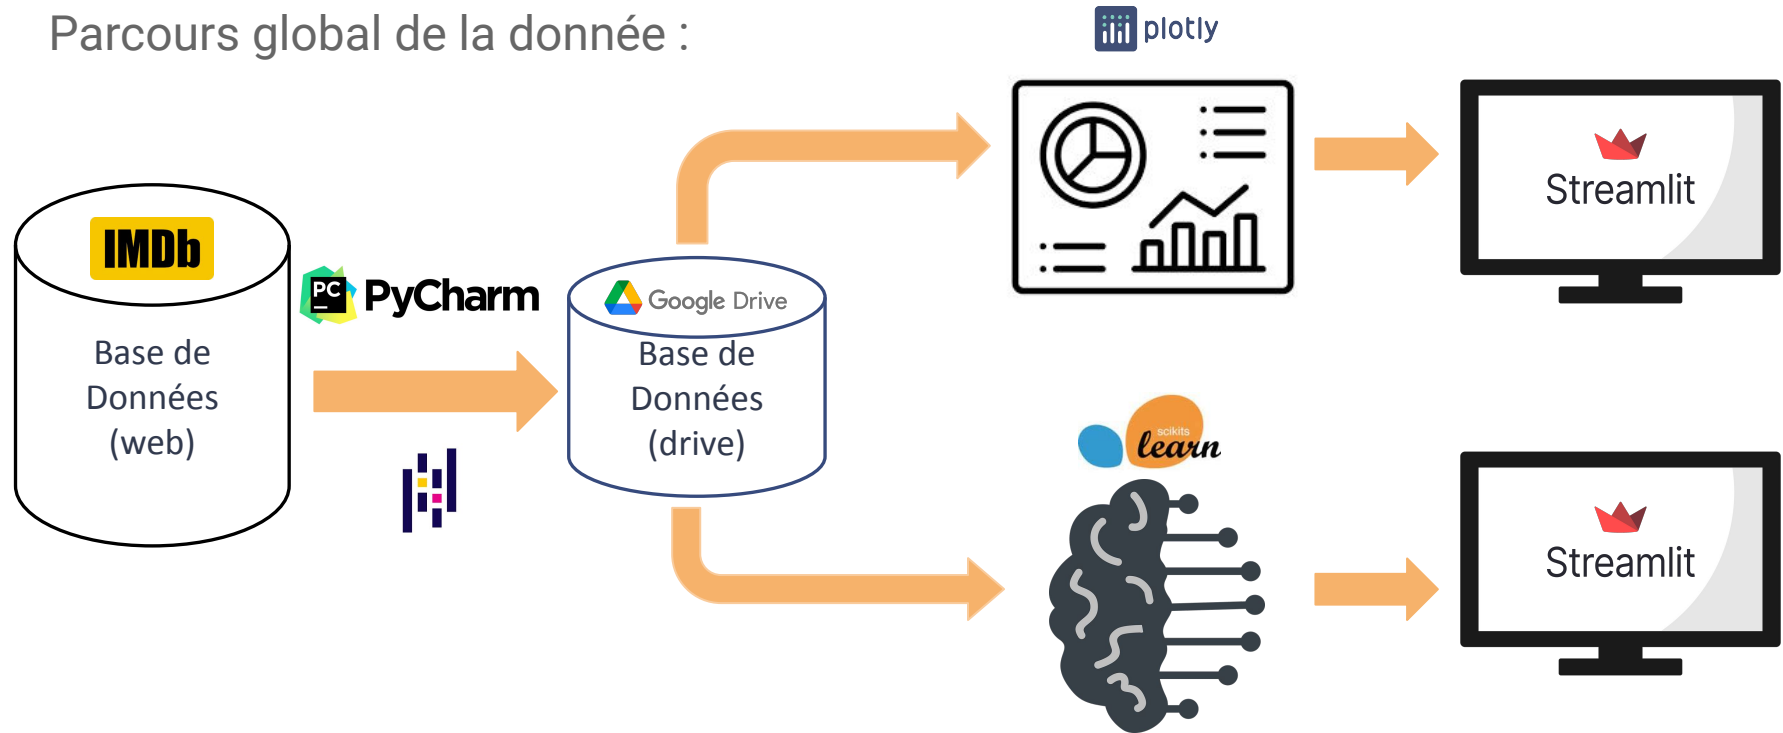 Parcours global de la donnée :
plotly
IMDb
Base de
Données
(web)
PC
PyCharm
Google Drive
Base de
Données
(drive)
Streamlit
scikits
learn
Streamlit